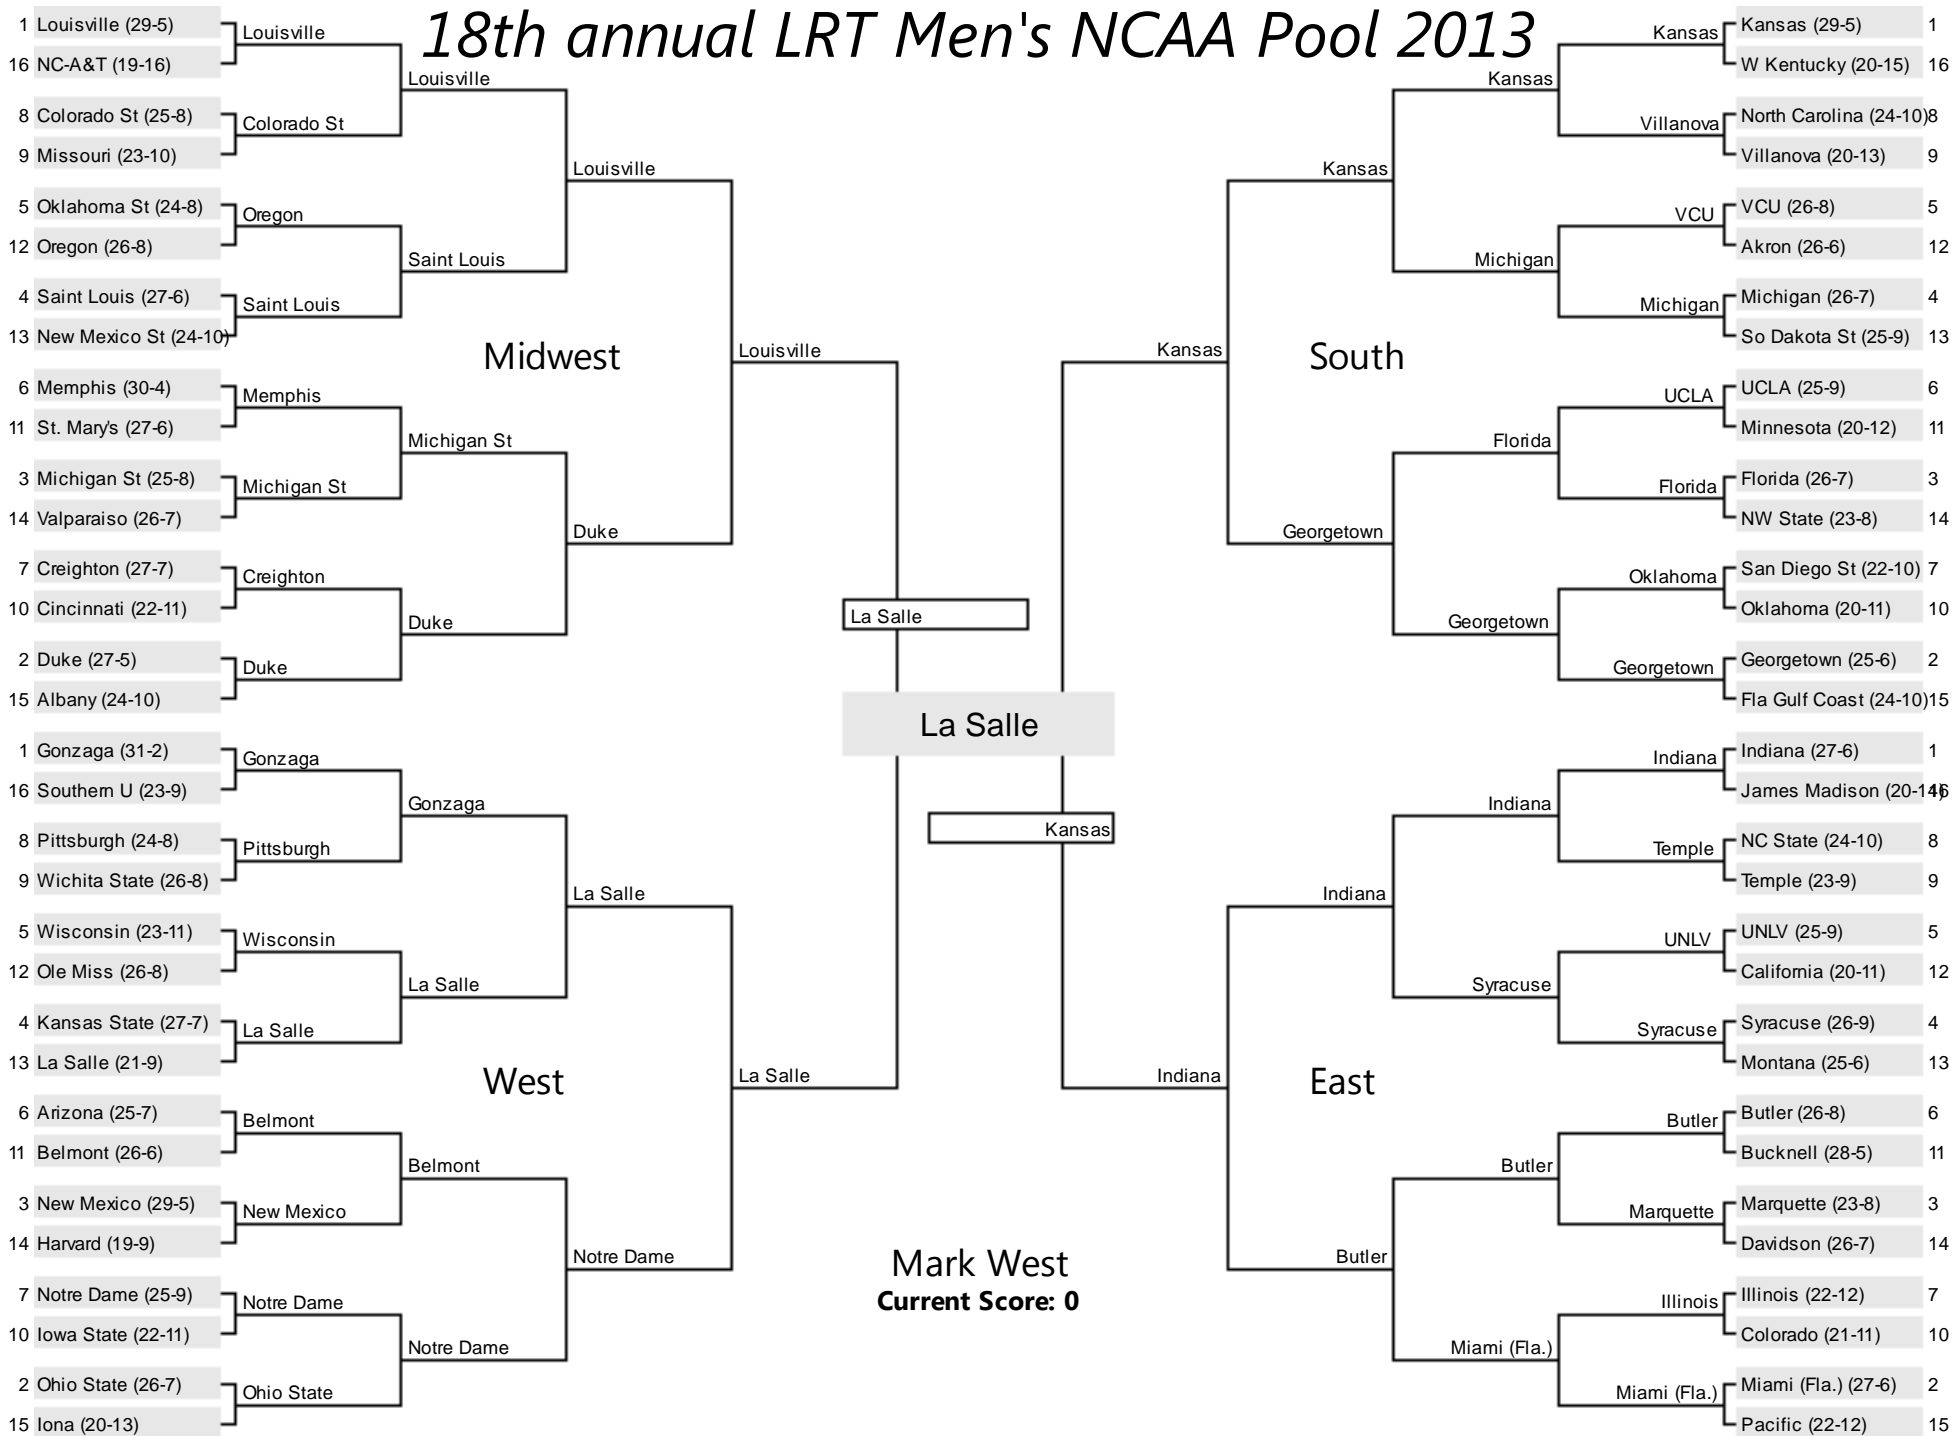 18th annual LRT Men's NCAA Pool 2013
1 Louisville (29-5)
16 NC-A&T (19-16)
8 Colorado St (25-8)
9 Missouri (23-10)
5 Oklahoma St (24-8)
12 Oregon (26-8)
4 Saint Louis (27-6)
13 New Mexico St (24-10)
6 Memphis (30-4)
11 St. Mary's (27-6)
3 Michigan St (25-8)
14 Valparaiso (26-7)
7 Creighton (27-7)
10 Cincinnati (22-11)
2 Duke (27-5)
15 Albany (24-10)
Louisville
Colorado St
Oregon
Saint Louis
Memphis
Michigan St
Creighton
Duke
Louisville
Saint Louis
Michigan St
Duke
Louisville
Duke
Louisville
Midwest
1 Gonzaga (31-2)
16 Southern U (23-9)
8 Pittsburgh (24-8)
9 Wichita State (26-8)
5 Wisconsin (23-11)
12 Ole Miss (26-8)
4 Kansas State (27-7)
13 La Salle (21-9)
6 Arizona (25-7)
11 Belmont (26-6)
3 New Mexico (29-5)
14 Harvard (19-9)
7 Notre Dame (25-9)
10 Iowa State (22-11)
2 Ohio State (26-7)
15 Iona (20-13)
Gonzaga
Pittsburgh
Wisconsin
La Salle
Belmont
New Mexico
Notre Dame
Ohio State
Gonzaga
La Salle
Belmont
Notre Dame
La Salle
Notre Dame
La Salle
West
La Salle
La Salle
Kansas
Mark West
Current Score: 0
Kansas (29-5) 1
W Kentucky (20-15) 16
North Carolina (24-10) 8
Villanova (20-13) 9
VCU (26-8) 5
Akron (26-6) 12
Michigan (26-7) 4
So Dakota St (25-9) 13
UCLA (25-9) 6
Minnesota (20-12) 11
Florida (26-7) 3
NW State (23-8) 14
San Diego St (22-10) 7
Oklahoma (20-11) 10
Georgetown (25-6) 2
Fla Gulf Coast (24-10) 15
Kansas
Villanova
VCU
Michigan
UCLA
Florida
Oklahoma
Georgetown
Kansas
Michigan
Florida
Georgetown
Kansas
Georgetown
Kansas
South
Indiana (27-6) 1
James Madison (20-14) 16
NC State (24-10) 8
Temple (23-9) 9
UNLV (25-9) 5
California (20-11) 12
Syracuse (26-9) 4
Montana (25-6) 13
Butler (26-8) 6
Bucknell (28-5) 11
Marquette (23-8) 3
Davidson (26-7) 14
Illinois (22-12) 7
Colorado (21-11) 10
Miami (Fla.) (27-6) 2
Pacific (22-12) 15
Indiana
Temple
UNLV
Syracuse
Butler
Marquette
Illinois
Miami (Fla.)
Indiana
Syracuse
Butler
Miami (Fla.)
Indiana
Butler
Indiana
East